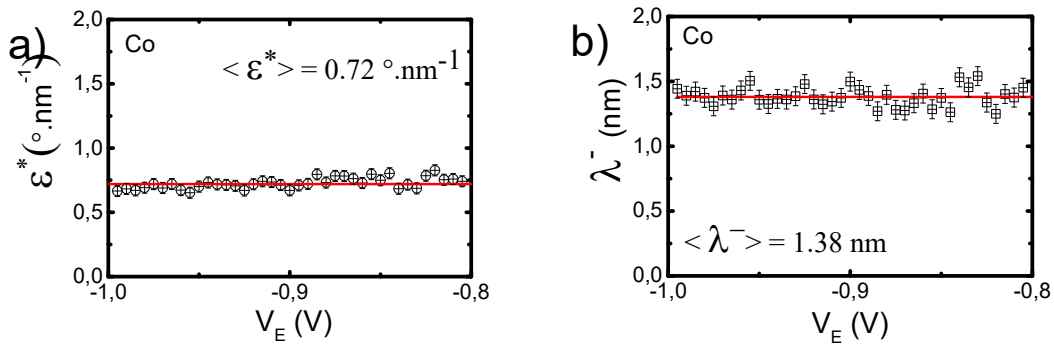 a)
Co
< ε* > = 0.72 °.nm-1
ε* (°.nm-1)
2,0
1,5
1,0
0,5
0,0
-1,0 -0,9 -0,8
VE (V)
b)
Co
< λ− > = 1.38 nm
λ- (nm)
2,0
1,5
1,0
0,5
0,0
-1,0 -0,9 -0,8
VE (V)